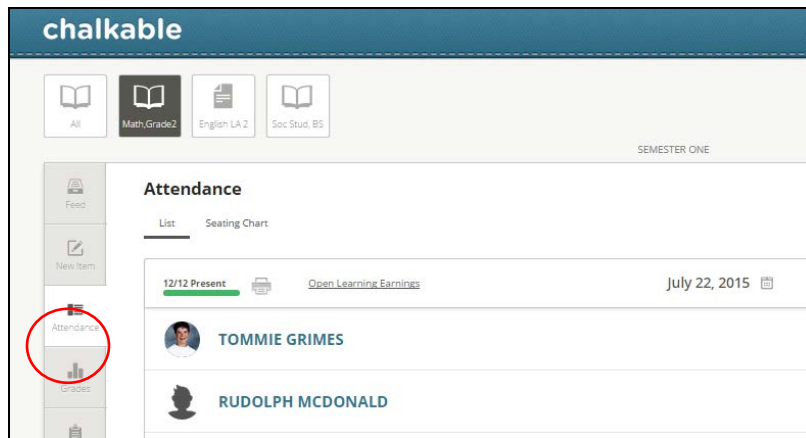 chalkable
All
Math,Grade2
English LA 2
Soc Stud, BS
SEMESTER ONE
Feed
Attendance
List Seating Chart
New Item
12/12 Present Open Learning Earnings July 22, 2015
Attendance
TOMMIE GRIMES
Grades
RUDOLPH MCDONALD